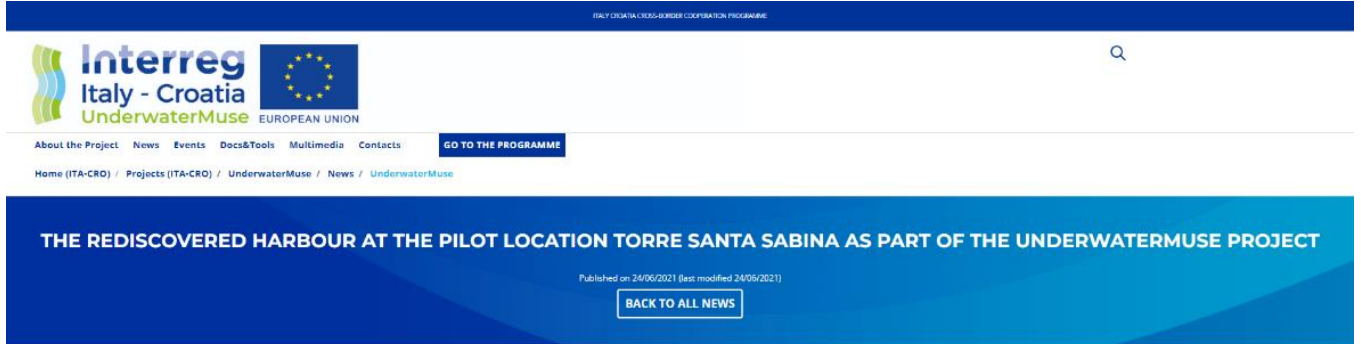 ITALY CROATIA CROSS-BORDER COOPERATION PROGRAMME
Interreg
Italy - Croatia
UnderwaterMuse EUROPEAN UNION
About the Project News Events Docs&Tools Multimedia Contacts GO TO THE PROGRAMME
Home (ITA-CRO) / Projects (ITA-CRO) / UnderwaterMuse / News / UnderwaterMuse
THE REDISCOVERED HARBOUR AT THE PILOT LOCATION TORRE SANTA SABINA AS PART OF THE UNDERWATERMUSE PROJECT
Published on 24/06/2021 (last modified 24/06/2021)
BACK TO ALL NEWS